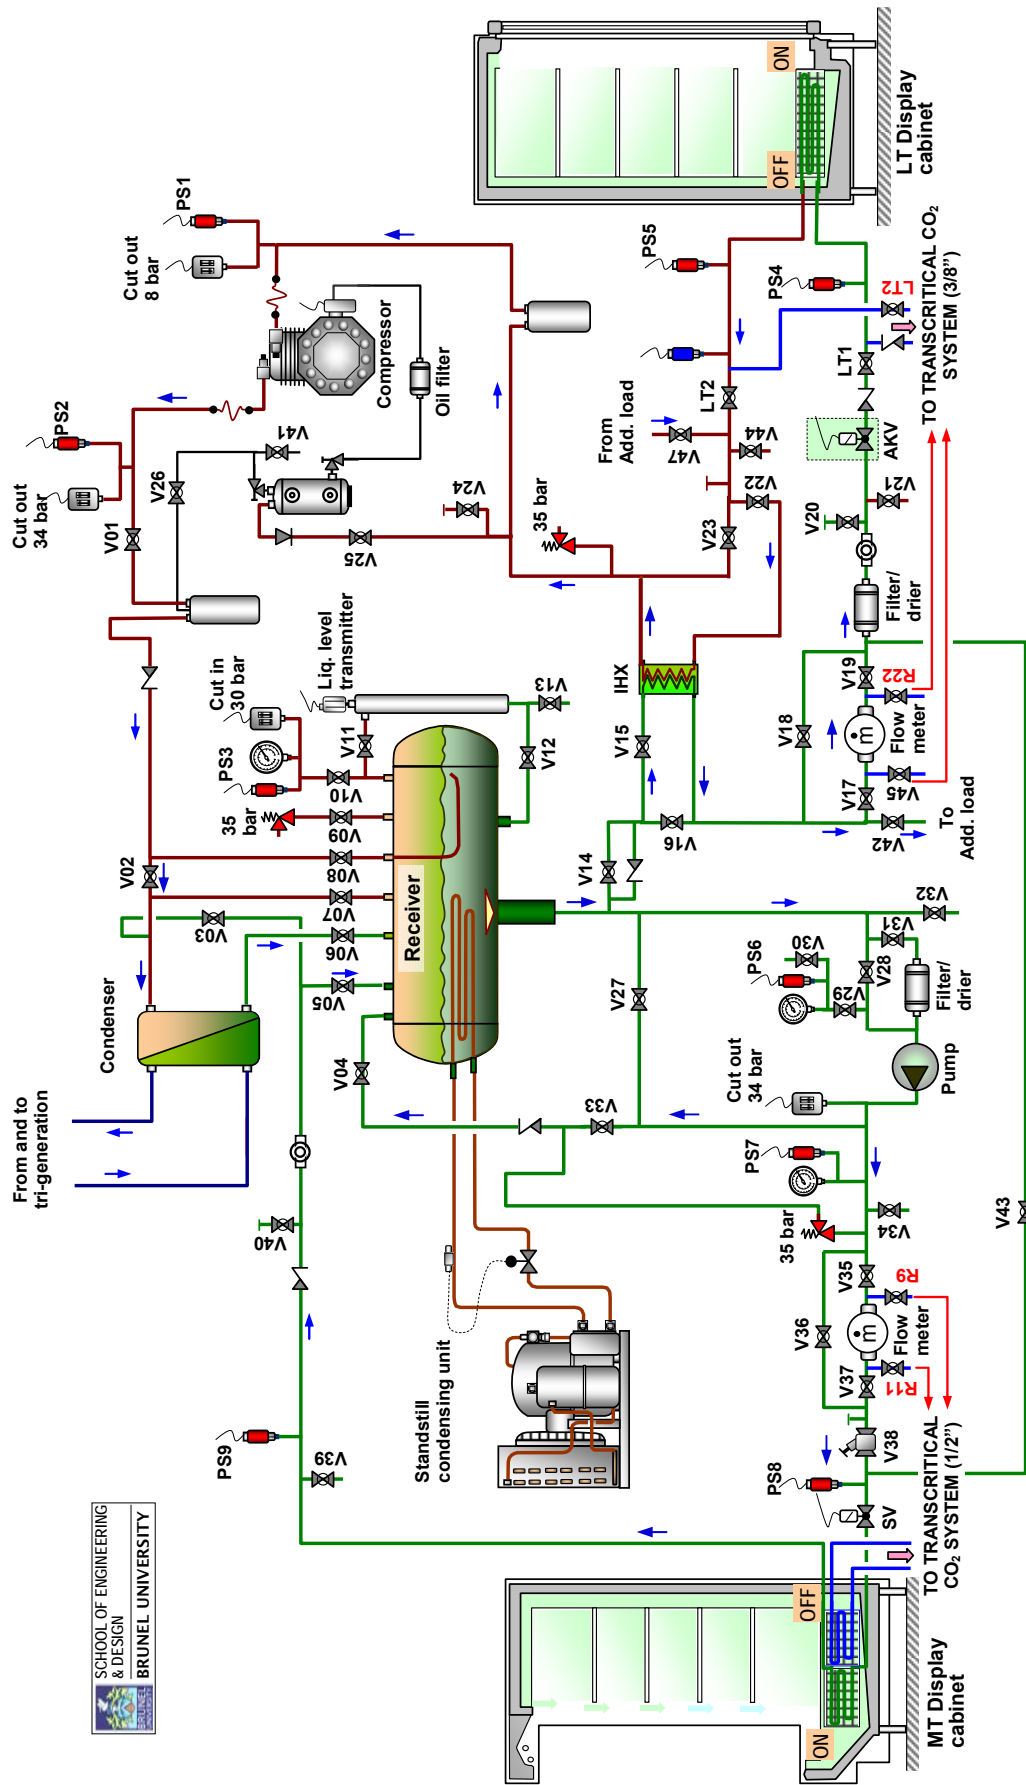 SCHOOL OF ENGINEERING
& DESIGN
BRUNEL UNIVERSITY
BRUNEL
From and to
tri-generation
Condenser
V02
V03
Cut out
34 bar
PS2
V01
V26
V41
Cut out
8 bar
PS1
Compressor
Oil filter
V25
V24
35 bar
PS9
V39
V40
V04
V05
V06
V07
V08
V09
35
bar
V10
PS3
Cut in
30 bar
V11
Liq. level
transmitter
V12
V13
Receiver
Standstill
condensing unit
V33
V27
V14
V15
V16
IHX
V23
V22
V44
V47
From
Add. load
LT2
PS5
PS4
OFF
ON
LT Display
cabinet
MT Display
cabinet
ON
OFF
SV
PS8
V38
V37
V36
V35
m
Flow
meter
R11
R9
TO TRANSCRITICAL
CO2 SYSTEM (1/2”)
35 bar
V34
PS7
Cut out
34 bar
Pump
Filter/
drier
V28
V29
V30
PS6
V31
V32
V43
V42
To
Add. load
V17
V45
m
Flow
meter
R22
V18
V19
Filter/
drier
V20
V21
AKV
LT1
LT2
TO TRANSCRITICAL CO2
SYSTEM (3/8”)